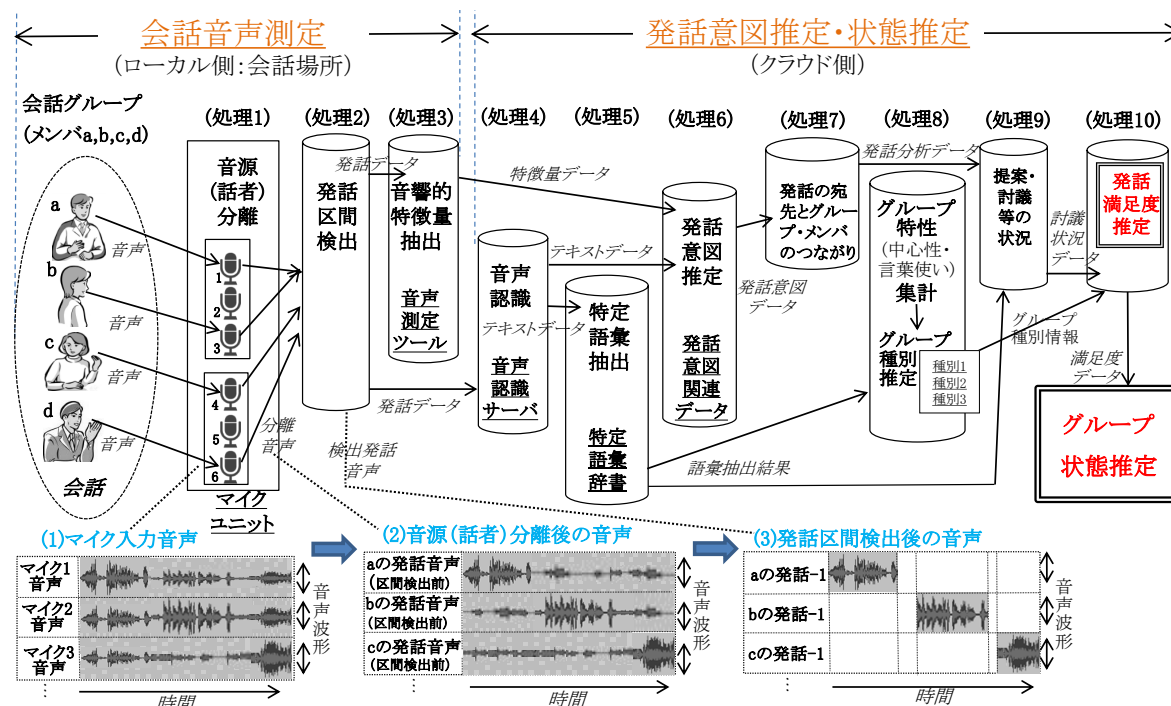 会話音声測定
(ローカル側：会話場所)
発話意図推定・状態推定
(クラウド側)
会話グループ
(メンバa,b,c,d)
a
音声
b
音声
c
音声
d
音声
会話
(処理1)
音源
(話者)
分離
1
2
3
4
5
6
マイク
ユニット
分離
音声
(処理2)
発話
区間
検出
検出発話
音声
発話データ
発話データ
(処理3)
音響的
特徴量
抽出
音声
測定
ツール
特徴量データ
(処理4)
音声
認識
音声
認識
サーバ
テキストデータ
テキストデータ
(処理5)
特定
語彙
抽出
特定
語彙
辞書
語彙抽出結果
(処理6)
発話
意図
推定
発話
意図
関連
データ
発話意図
データ
(処理7)
発話の宛
先とグルー
プ・メンバ
のつながり
発話分析データ
(処理8)
グループ
特性
(中心性・
言葉使い)
集計
グループ
種別
推定
種別1
種別2
種別3
グループ
種別情報
(処理9)
提案・
討議
等の
状況
討議
状況
データ
(処理10)
発話
満足度
推定
満足度
データ
グループ
状態推定
(1)マイク入力音声
マイク1
音声
マイク2
音声
マイク3
音声
⋮
音声波形
時間
(2)音源(話者)分離後の音声
aの発話音声
(区間検出前)
bの発話音声
(区間検出前)
cの発話音声
(区間検出前)
⋮
音声波形
時間
(3)発話区間検出後の音声
aの発話-1
bの発話-1
cの発話-1
⋮
音声波形
時間